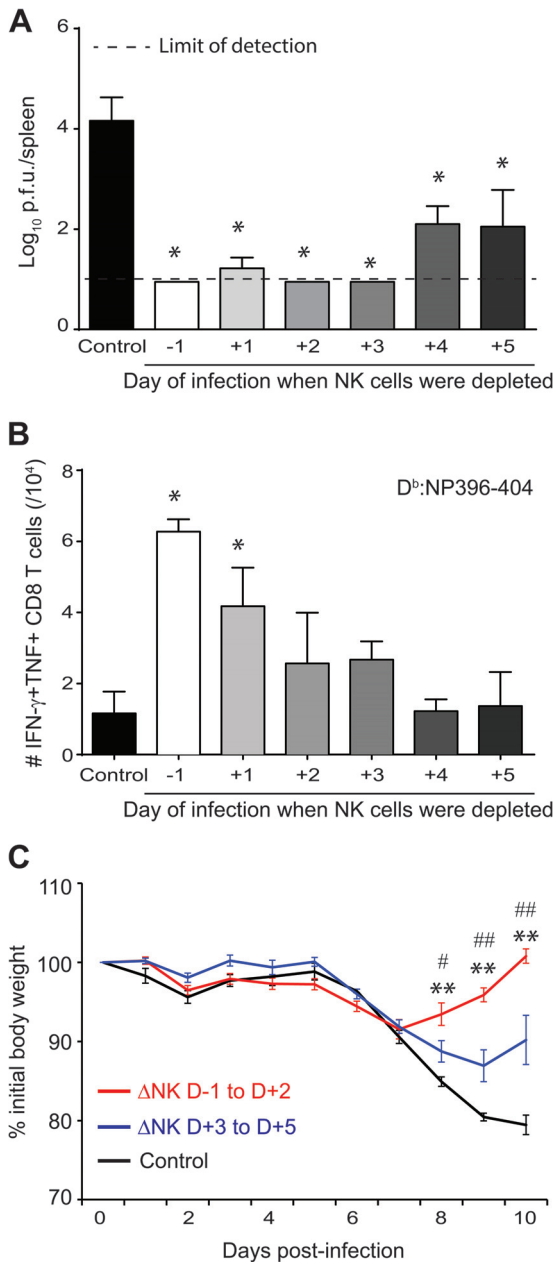 A
6
Limit of detection
4
2
0
Log10 p.f.u./spleen
*
*
*
*
*
*
Control -1 +1 +2 +3 +4 +5
Day of infection when NK cells were depleted
B
8
Db:NP396-404
6
4
2
0
# IFN-γ+TNF+ CD8 T cells (/10⁴)
*
*
Control -1 +1 +2 +3 +4 +5
Day of infection when NK cells were depleted
C
110
100
90
80
70
% initial body weight
# ## ##
** ** **
ΔNK D-1 to D+2
ΔNK D+3 to D+5
Control
0 2 4 6 8 10
Days post-infection